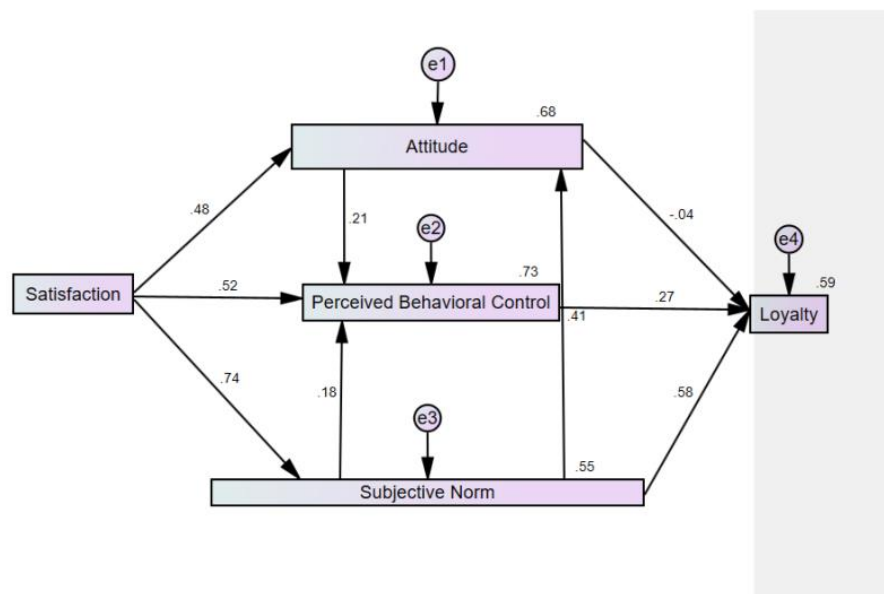 e1
.68
Attitude
.48
.21
-.04
e2
e4
.73
.59
Satisfaction
.52
Perceived Behavioral Control
.27
Loyalty
.41
.74
.18
.58
e3
.55
Subjective Norm